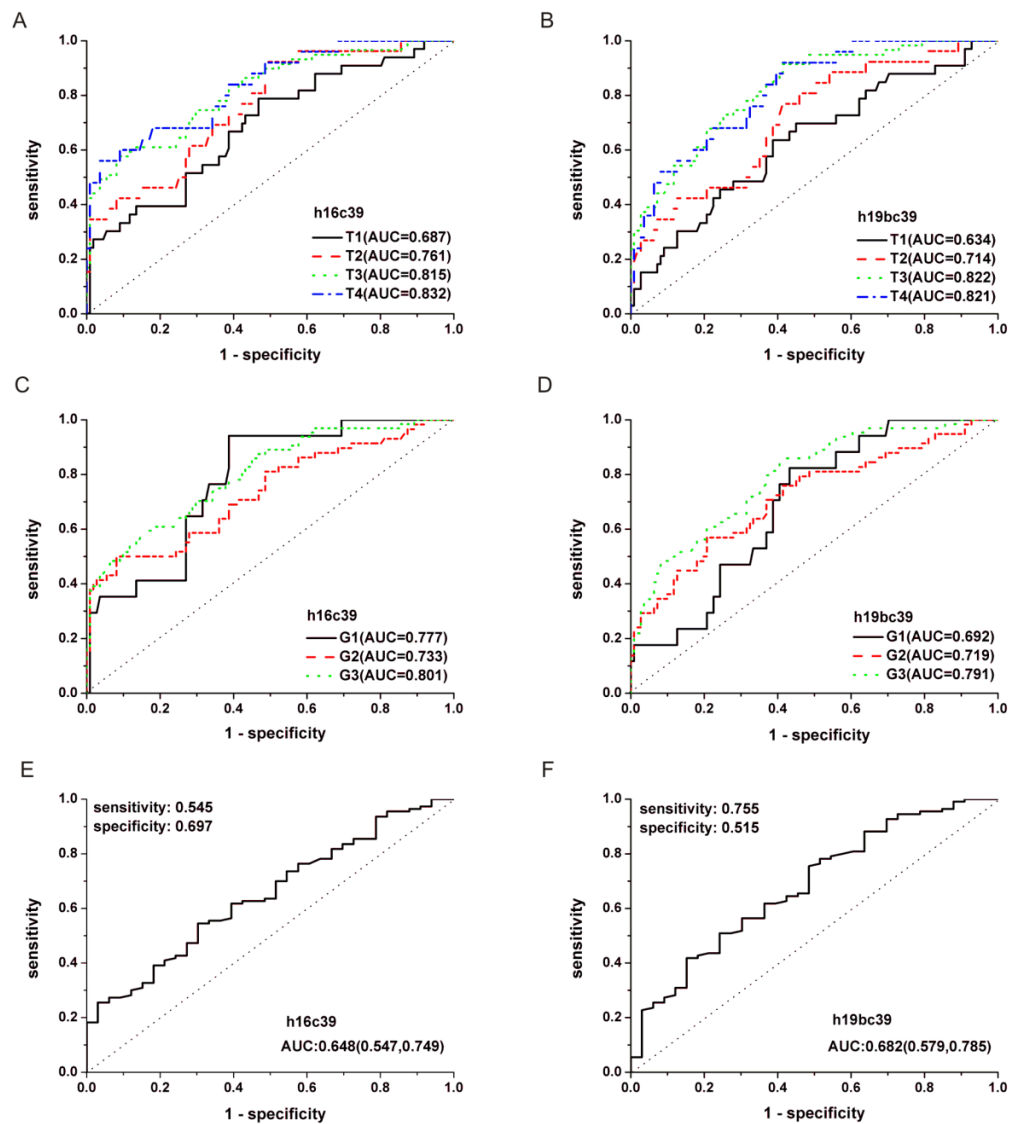 A
1.0
0.8
0.6
0.4
0.2
0.0
sensitivity
h16c39
T1(AUC=0.687)
T2(AUC=0.761)
T3(AUC=0.815)
T4(AUC=0.832)
0.0 0.2 0.4 0.6 0.8 1.0
1 - specificity
B
1.0
0.8
0.6
0.4
0.2
0.0
sensitivity
h19bc39
T1(AUC=0.634)
T2(AUC=0.714)
T3(AUC=0.822)
T4(AUC=0.821)
0.0 0.2 0.4 0.6 0.8 1.0
1 - specificity
C
1.0
0.8
0.6
0.4
0.2
0.0
sensitivity
h16c39
G1(AUC=0.777)
G2(AUC=0.733)
G3(AUC=0.801)
0.0 0.2 0.4 0.6 0.8 1.0
1 - specificity
D
1.0
0.8
0.6
0.4
0.2
0.0
sensitivity
h19bc39
G1(AUC=0.692)
G2(AUC=0.719)
G3(AUC=0.791)
0.0 0.2 0.4 0.6 0.8 1.0
1 - specificity
E
1.0
0.8
0.6
0.4
0.2
0.0
sensitivity
sensitivity: 0.545
specificity: 0.697
h16c39
AUC:0.648(0.547,0.749)
0.0 0.2 0.4 0.6 0.8 1.0
1 - specificity
F
1.0
0.8
0.6
0.4
0.2
0.0
sensitivity
sensitivity: 0.755
specificity: 0.515
h19bc39
AUC:0.682(0.579,0.785)
0.0 0.2 0.4 0.6 0.8 1.0
1 - specificity